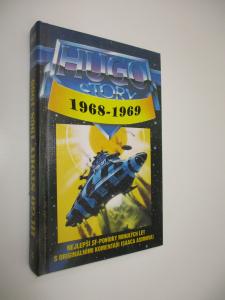 HUGO
STORY
1968-1969
NEJLEPŠÍ SF-POVÍDKY MINULÝCH LET
S ORIGINÁLNÍMI KOMENTÁŘI ISAACA ASIMOVA!